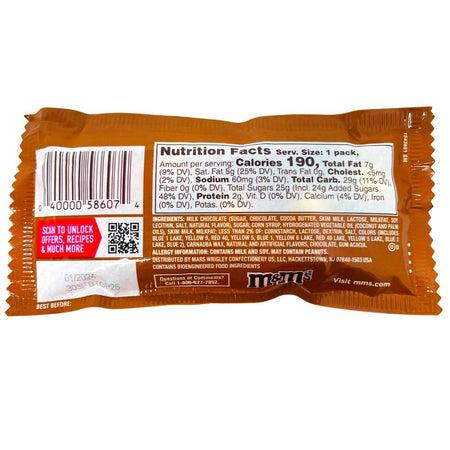 Nutrition Facts Serv. Size: 1 pack,
Amount per serving: Calories 190, Total Fat 7g
(9% DV), Sat. Fat 5g (25% DV), Trans Fat 0g, Cholest. <5mg
(2% DV), Sodium 60mg (3% DV), Total Carb. 29g (11% DV),
Fiber 0g (0% DV), Total Sugars 25g (Incl. 24g Added Sugars,
48% DV), Protein 2g, Vit. D (0% DV), Calcium (4% DV), Iron
(0% DV), Potas. (0% DV).
0 40000 58607 4
SCAN TO UNLOCK
OFFERS, RECIPES
& MUCH MORE
INGREDIENTS: MILK CHOCOLATE (SUGAR, CHOCOLATE, COCOA BUTTER, SKIM MILK, LACTOSE, MILKFAT, SOY
LECITHIN, SALT, NATURAL FLAVOR), SUGAR, CORN SYRUP, HYDROGENATED VEGETABLE OIL (COCONUT AND PALM
OILS), SKIM MILK, MILKFAT, LESS THAN 2% OF: CORNSTARCH, LACTOSE, DEXTRIN, SALT, COLORS (INCLUDES
BLUE 1 LAKE, YELLOW 6, RED 40, YELLOW 5, BLUE 1, YELLOW 6 LAKE, RED 40 LAKE, YELLOW 5 LAKE, BLUE
2 LAKE, BLUE 2), CARNAUBA WAX, NATURAL AND ARTIFICIAL FLAVORS, CHOCOLATE, GUM ACACIA.
ALLERGY INFORMATION: CONTAINS MILK AND SOY. MAY CONTAIN PEANUTS.
DISTRIBUTED BY MARS WRIGLEY CONFECTIONERY US, LLC, HACKETTSTOWN, NJ 07840-1503 USA
CONTAINS BIOENGINEERED FOOD INGREDIENTS
Questions or Comments?
Call 1-800-627-7852.
m&m's
Visit mms.com
01/2024
BEST BEFORE: